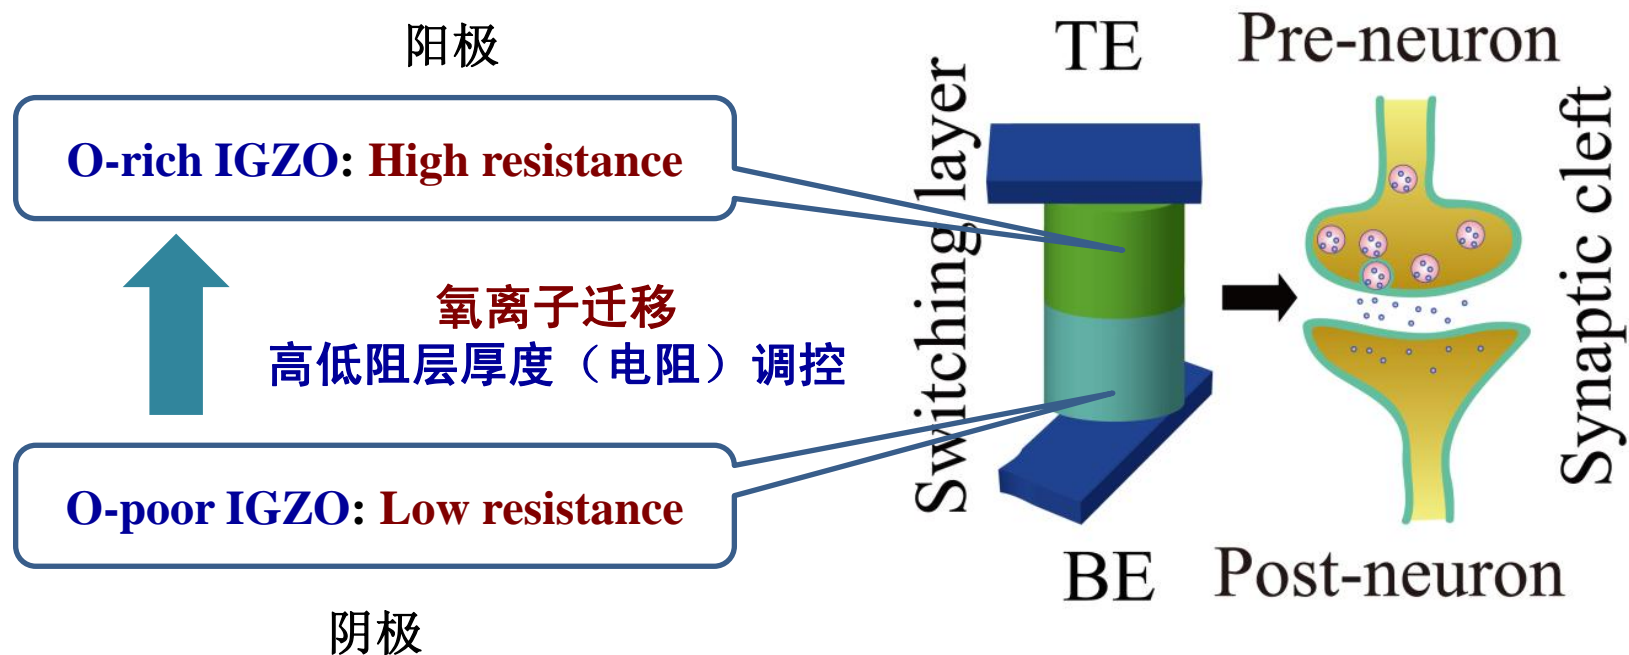 阳极
O-rich IGZO: High resistance
氧离子迁移
高低阻层厚度（电阻）调控
O-poor IGZO: Low resistance
阴极
Switching layer
TE
BE
Pre-neuron
Synaptic cleft
Post-neuron